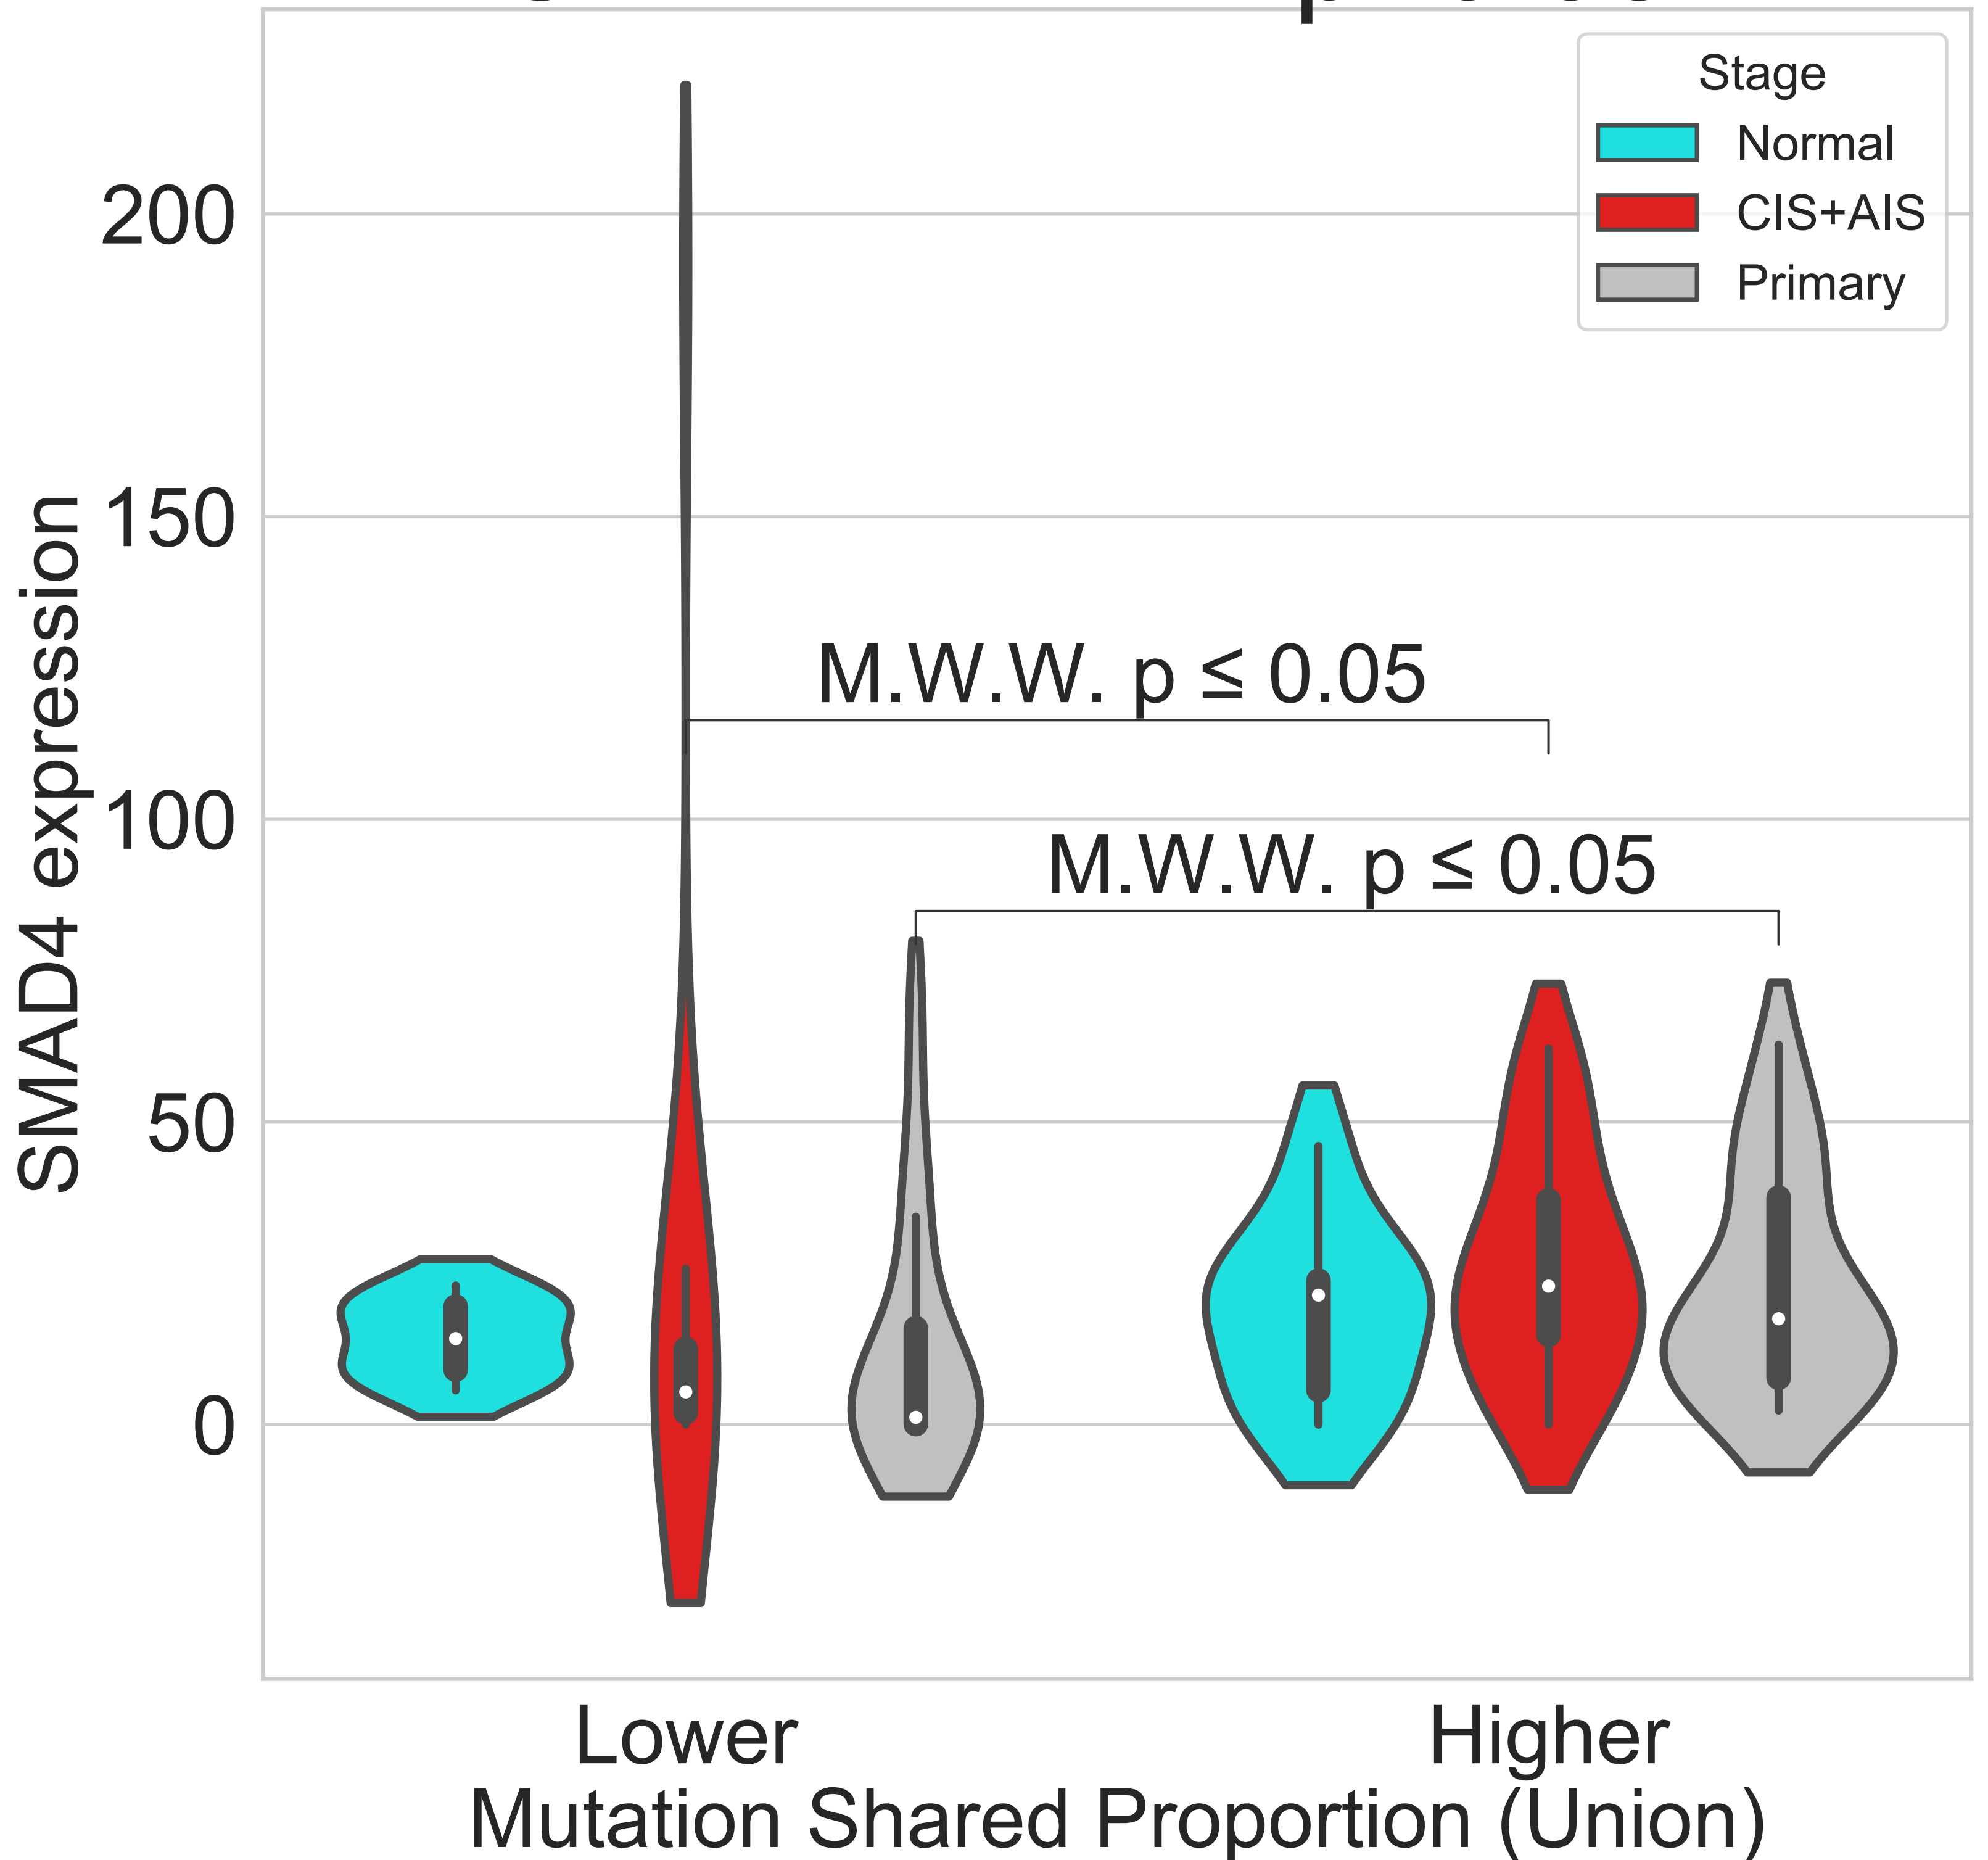 Stage
Normal
CIS+AIS
Primary
200
150
100
50
0
SMAD4 expression
M.W.W. p ≤ 0.05
M.W.W. p ≤ 0.05
Lower
Higher
Mutation Shared Proportion (Union)